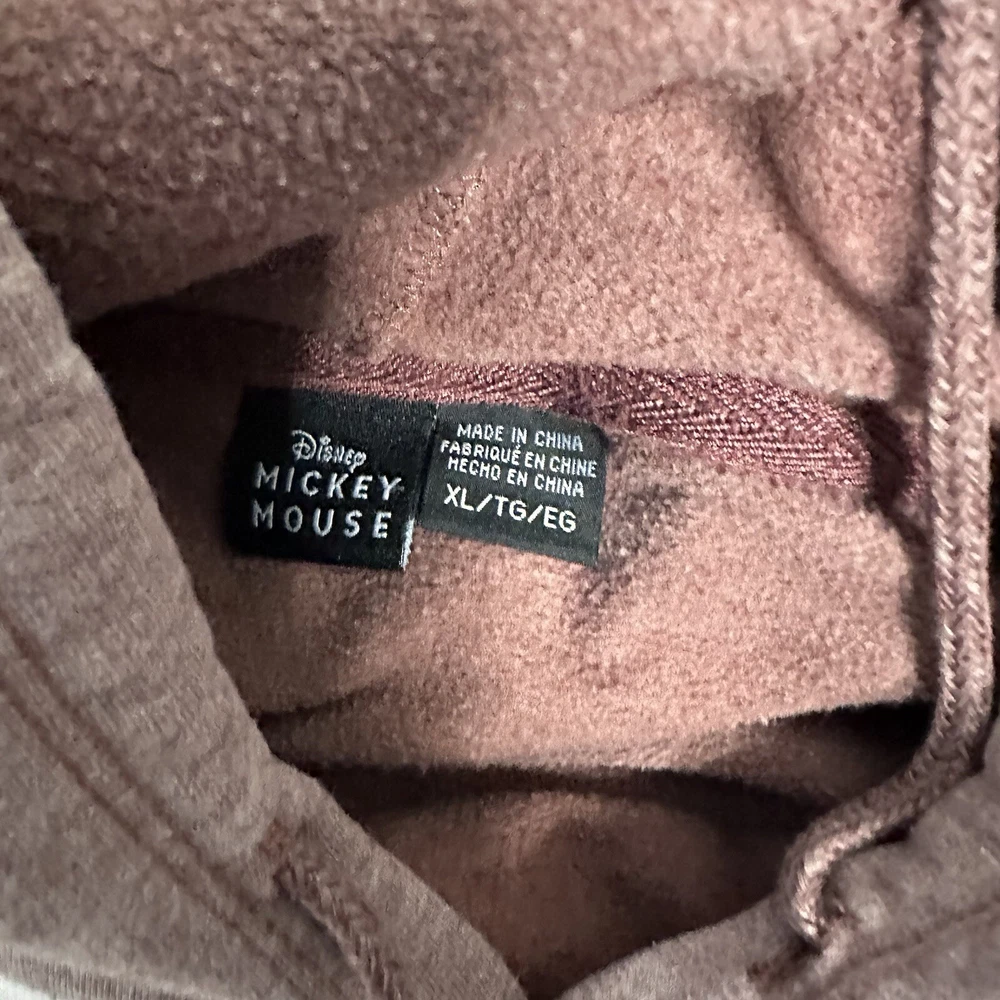 Disney
MICKEY
MOUSE
MADE IN CHINA
FABRIQUÉ EN CHINE
HECHO EN CHINA
XL/TG/EG